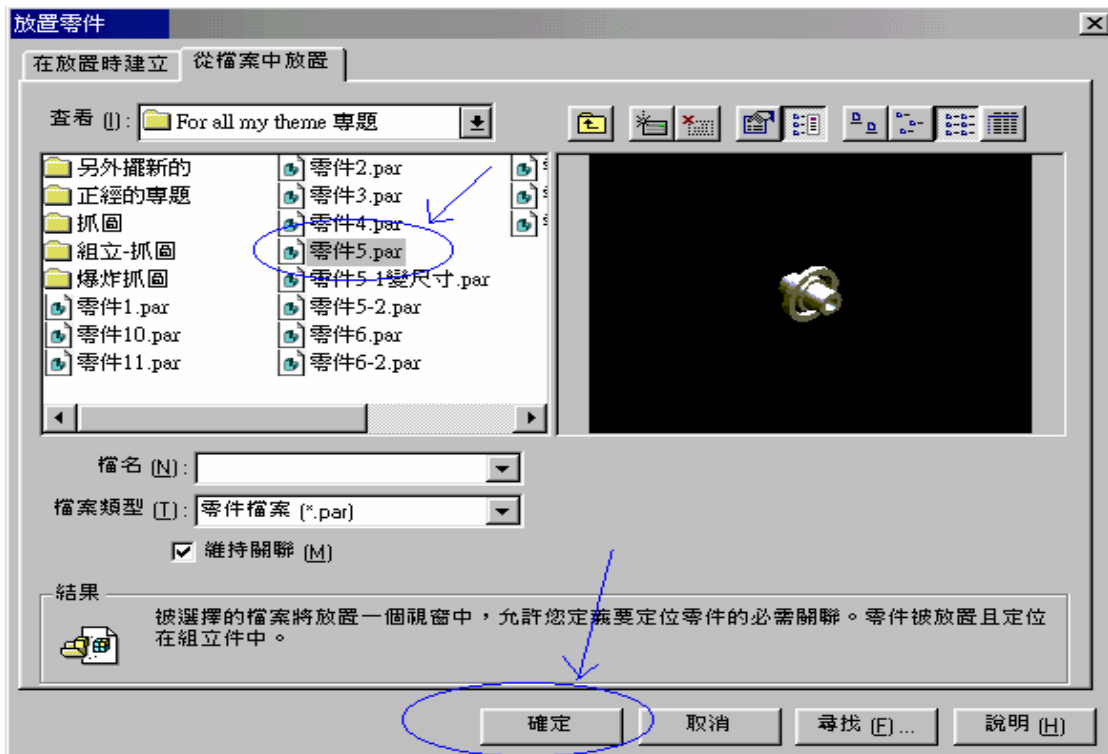 放置零件
在放置時建立 從檔案中放置
查看 (I): For all my theme 專題
另外擺新的 零件2.par
正經的專題 零件3.par
抓圖 零件4.par
組立-抓圖 零件5.par
爆炸抓圖 零件5-1變尺寸.par
零件1.par 零件5-2.par
零件10.par 零件6.par
零件11.par 零件6-2.par
檔名 (N):
檔案類型 (T): 零件檔案 (*.par)
維持關聯 (M)
結果
被選擇的檔案將放置一個視窗中，允許您定義要定位零件的必需關聯。零件被放置且定位
在組立件中。
確定 取消 尋找 (F) ... 說明 (H)